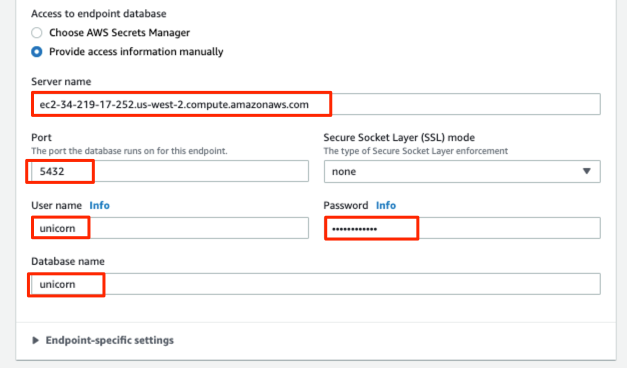 Access to endpoint database
Choose AWS Secrets Manager
Provide access information manually
Server name
ec2-34-219-17-252.us-west-2.compute.amazonaws.com
Port
Secure Socket Layer (SSL) mode
The port the database runs on for this endpoint.
The type of Secure Socket Layer enforcement
5432
none
User name Info
Password Info
unicorn
••••••••••••
Database name
unicorn
Endpoint-specific settings